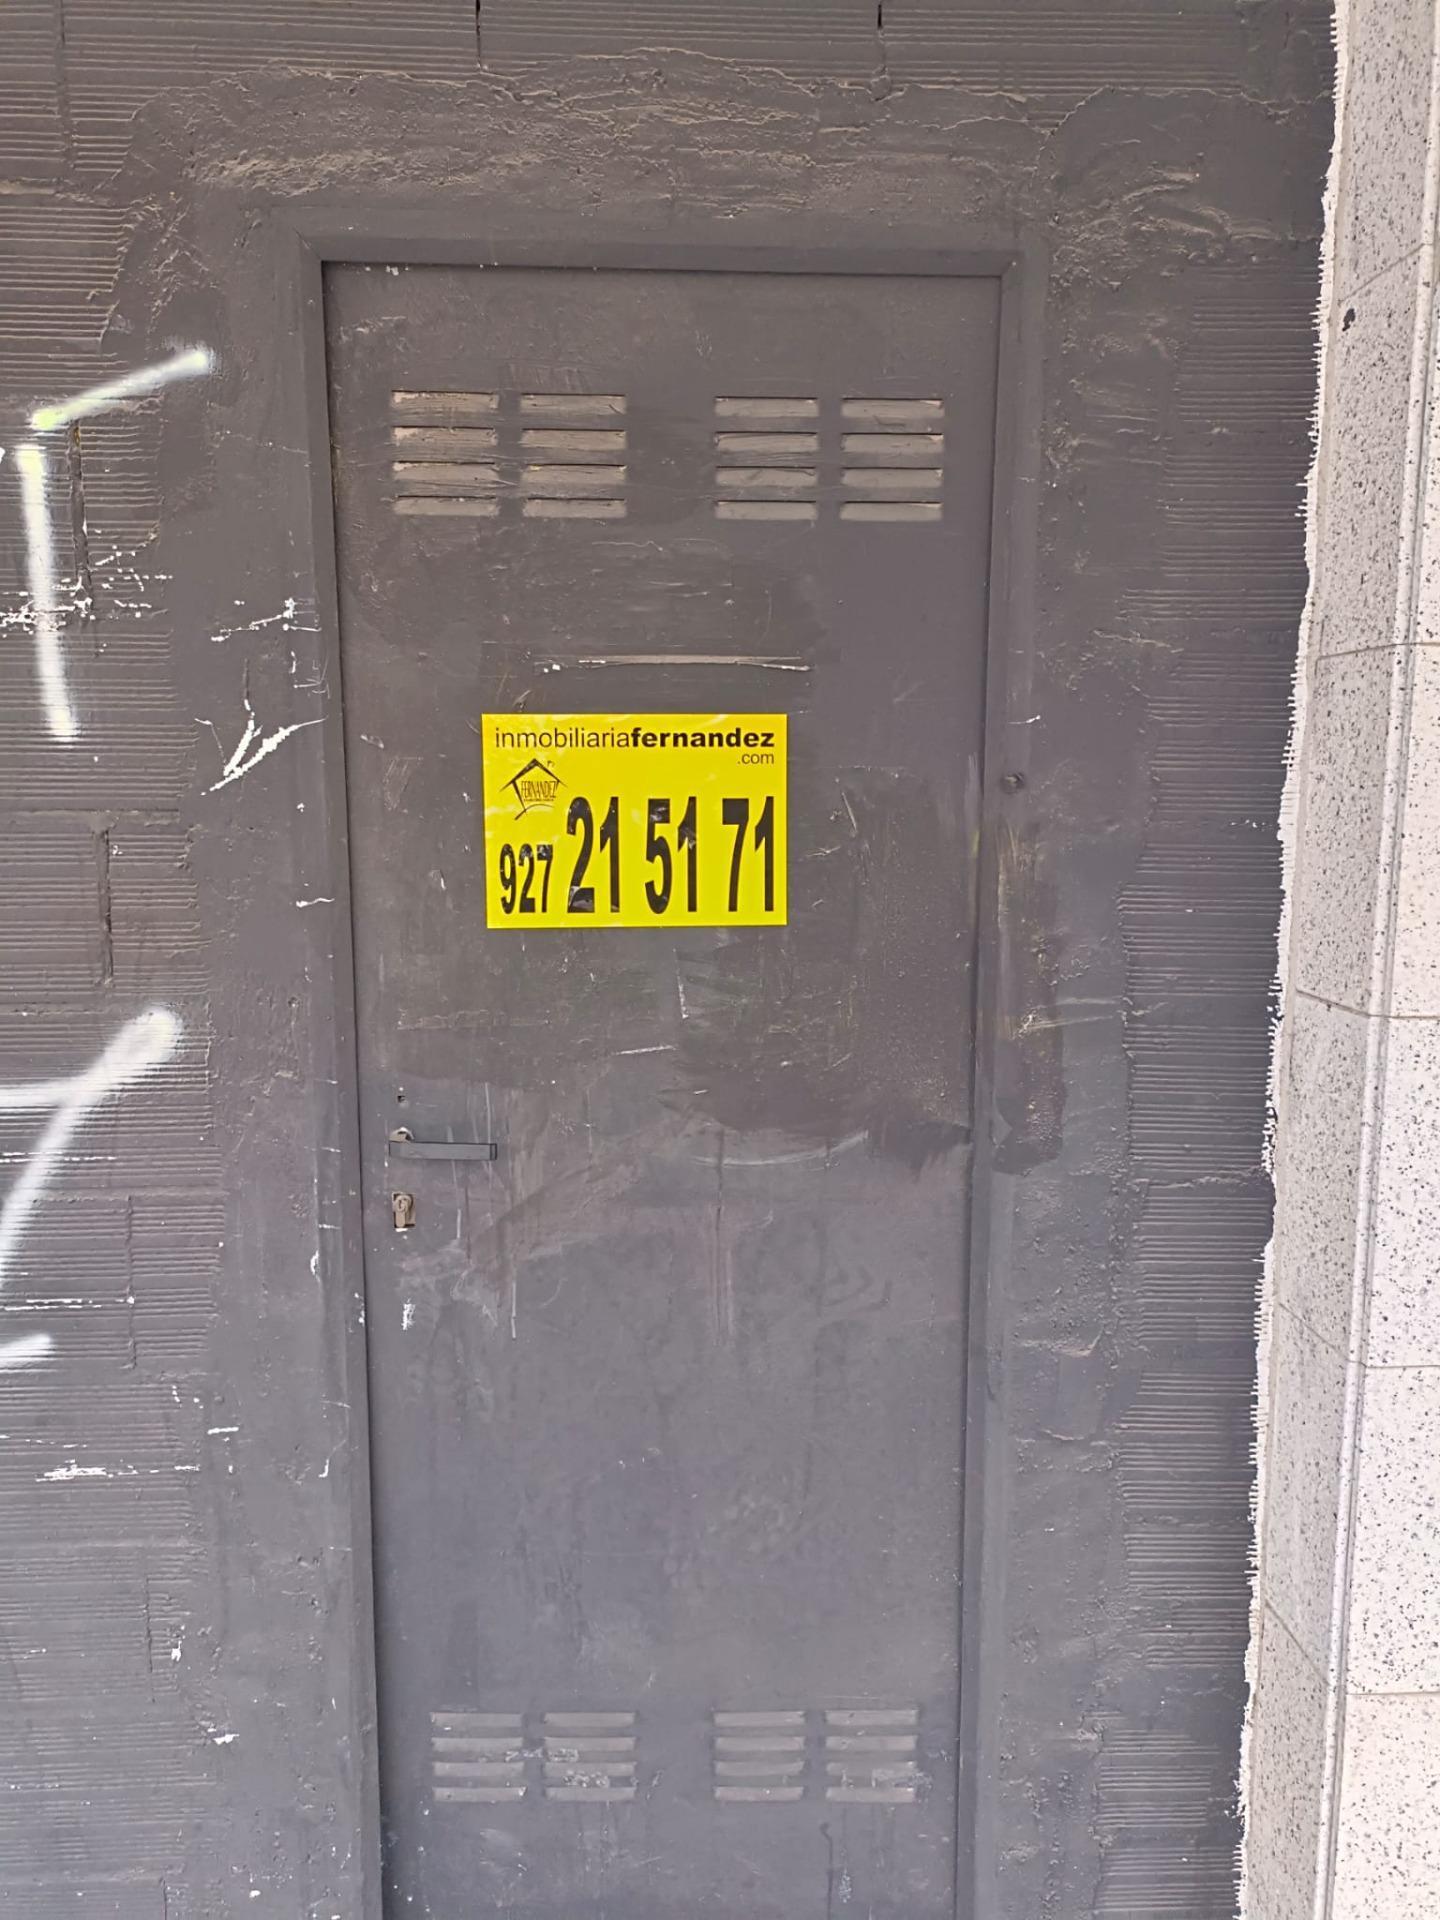 inmobiliariafernandez
.com
FERNANDEZ
927 21 51 71